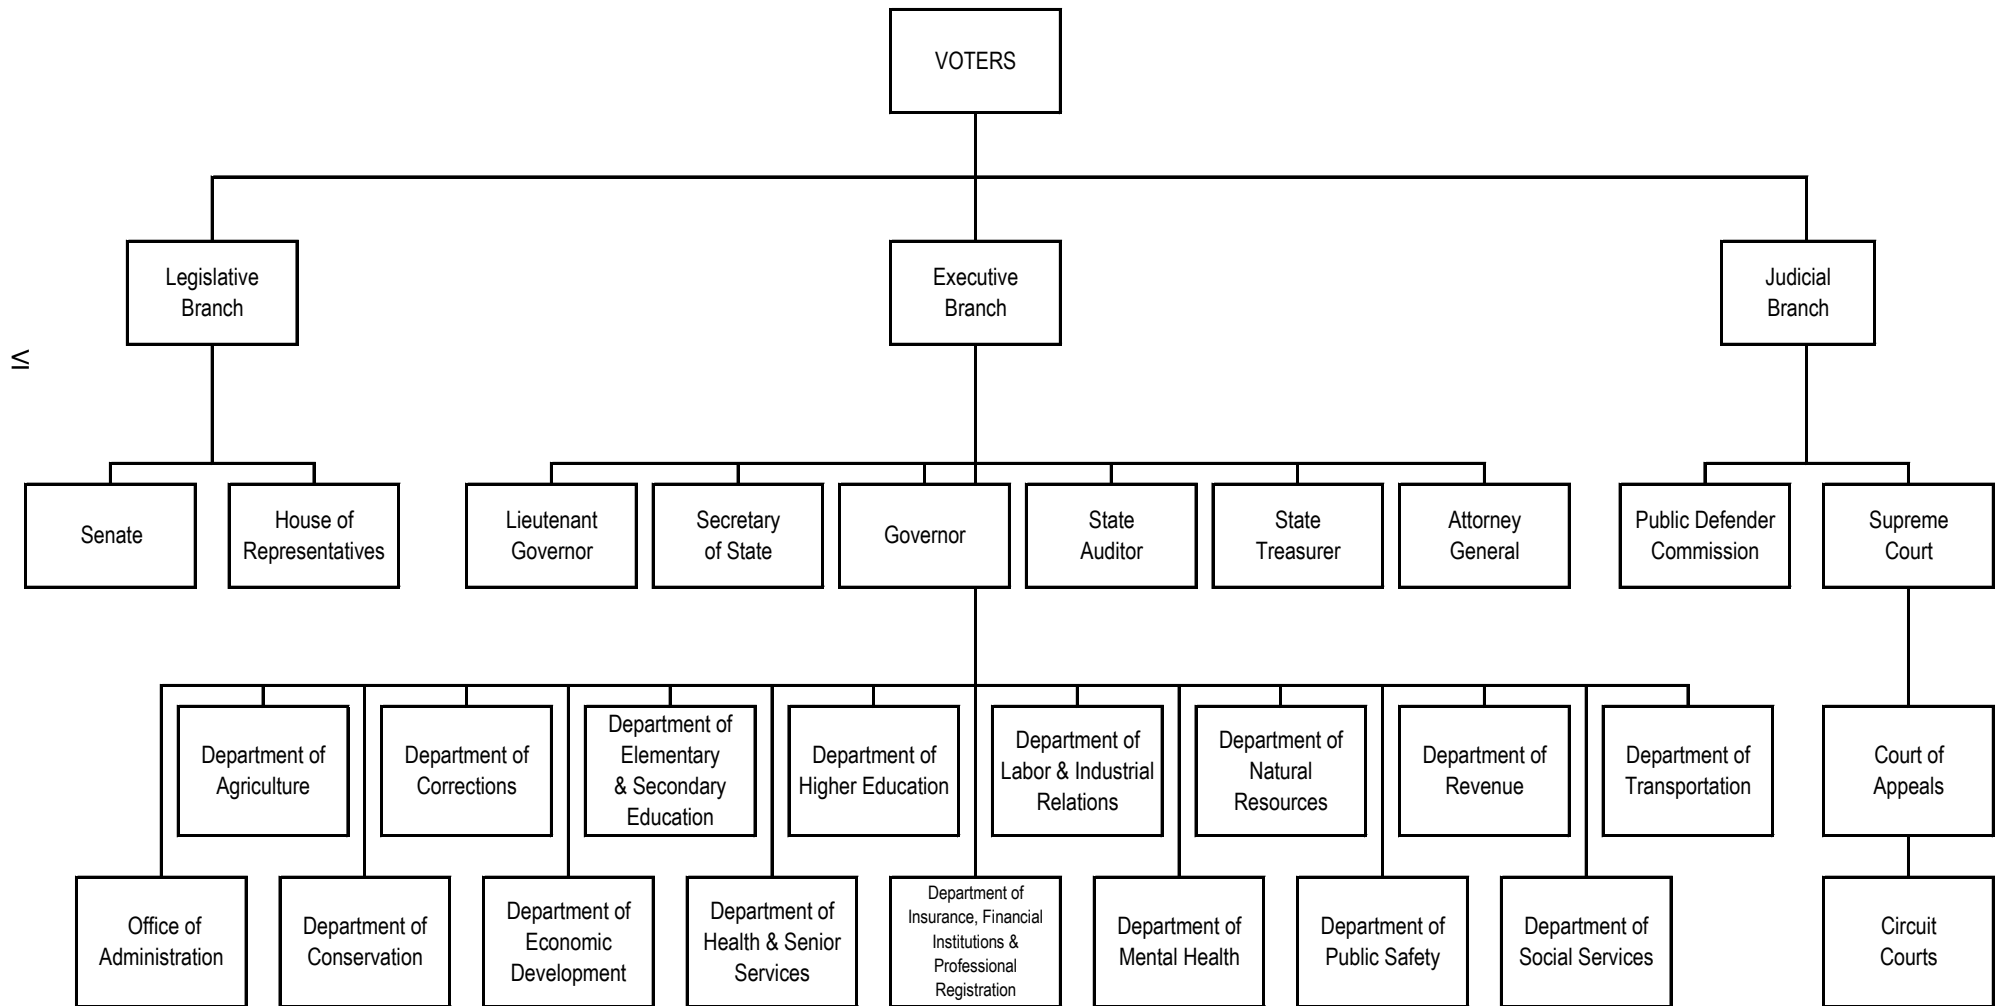 VOTERS
Legislative
Branch
Executive
Branch
Judicial
Branch
vi
Senate
House of
Representatives
Lieutenant
Governor
Secretary
of State
Governor
State
Auditor
State
Treasurer
Attorney
General
Public Defender
Commission
Supreme
Court
Department of
Agriculture
Department of
Corrections
Department of
Elementary
& Secondary
Education
Department of
Higher Education
Department of
Labor & Industrial
Relations
Department of
Natural
Resources
Department of
Revenue
Department of
Transportation
Court of
Appeals
Office of
Administration
Department of
Conservation
Department of
Economic
Development
Department of
Health & Senior
Services
Department of
Insurance, Financial
Institutions &
Professional
Registration
Department of
Mental Health
Department of
Public Safety
Department of
Social Services
Circuit
Courts